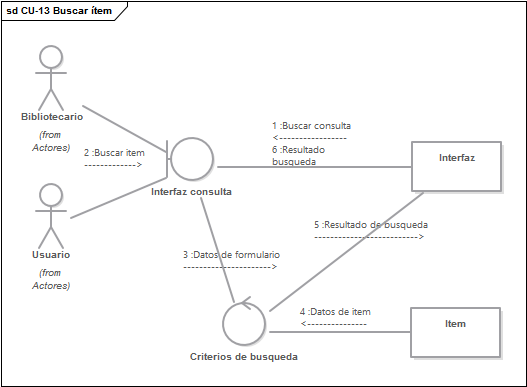 sd CU-13 Buscar ítem
Bibliotecario
(from
Actores)
2 :Buscar item
------------->
1 :Buscar consulta
<-----------------
6 :Resultado
busqueda
Interfaz
Interfaz consulta
Usuario
(from
Actores)
5 :Resultado de busqueda
-------------------------->
3 :Datos de formulario
---------------------->
4 :Datos de item
<---------------
Item
Criterios de busqueda